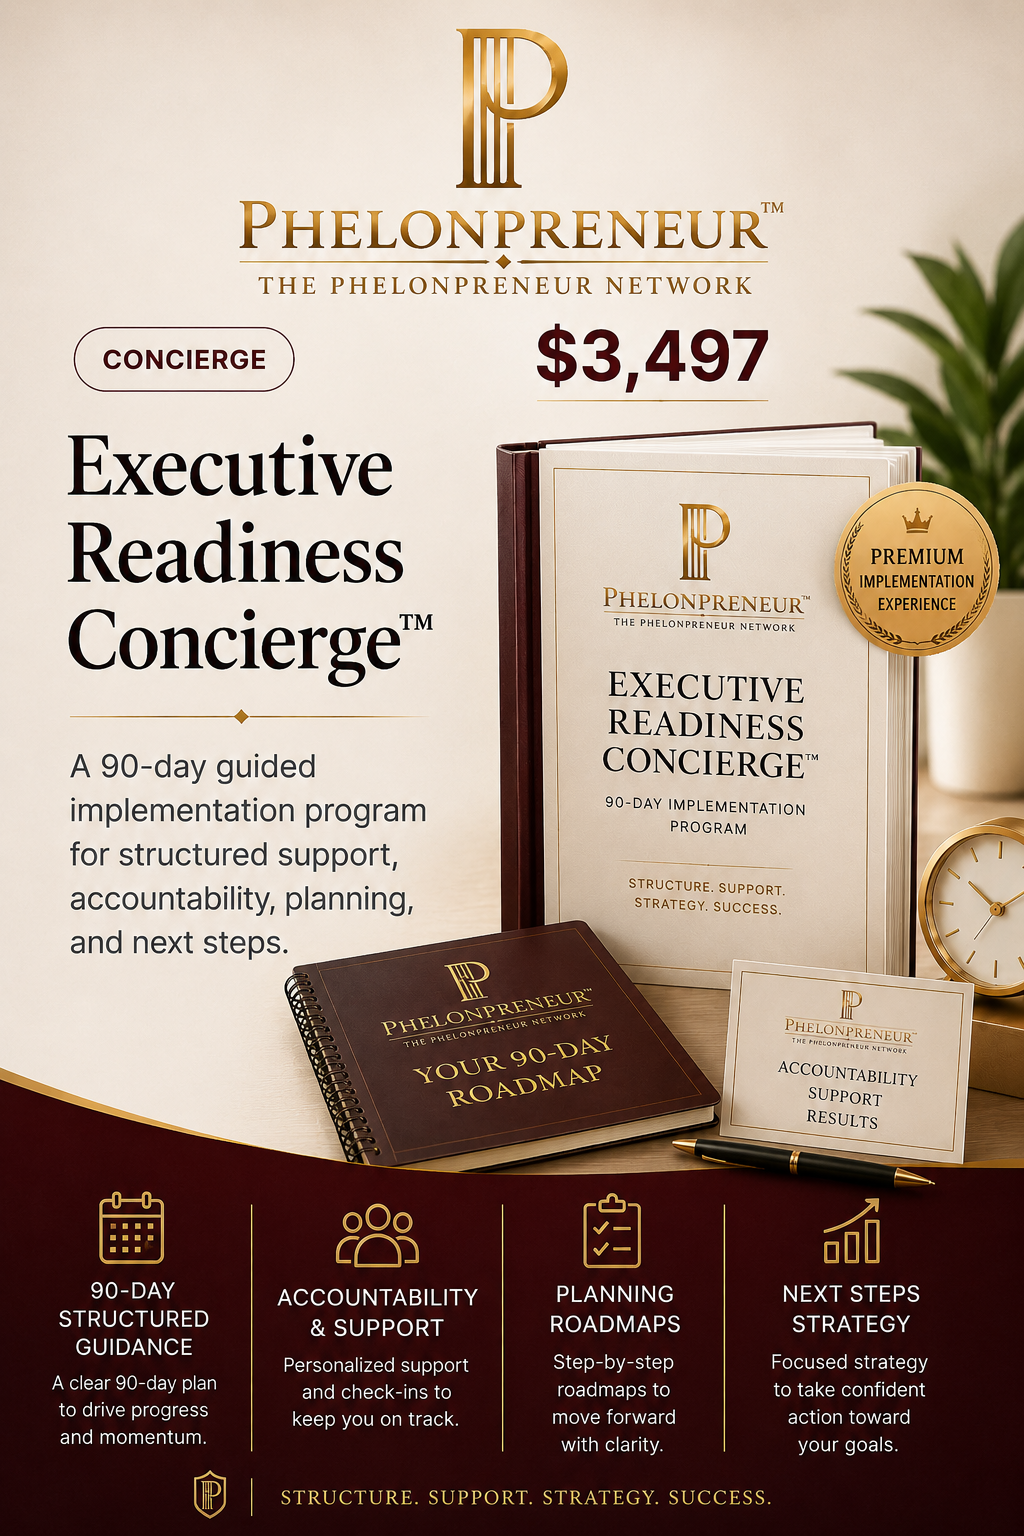 PHELONPRENEUR™
THE PHELONPRENEUR NETWORK
CONCIERGE
$3,497
Executive
Readiness
Concierge™
A 90-day guided
implementation program
for structured support,
accountability, planning,
and next steps.
PHELONPRENEUR™
THE PHELONPRENEUR NETWORK
EXECUTIVE
READINESS
CONCIERGE™
90-DAY IMPLEMENTATION
PROGRAM
STRUCTURE. SUPPORT.
STRATEGY. SUCCESS.
PREMIUM
IMPLEMENTATION
EXPERIENCE
PHELONPRENEUR™
THE PHELONPRENEUR NETWORK
YOUR 90-DAY
ROADMAP
PHELONPRENEUR™
THE PHELONPRENEUR NETWORK
ACCOUNTABILITY
SUPPORT
RESULTS
90-DAY
STRUCTURED
GUIDANCE
A clear 90-day plan
to drive progress
and momentum.
ACCOUNTABILITY
& SUPPORT
Personalized support
and check-ins to
keep you on track.
PLANNING
ROADMAPS
Step-by-step
roadmaps to
move forward
with clarity.
NEXT STEPS
STRATEGY
Focused strategy
to take confident
action toward
your goals.
STRUCTURE. SUPPORT. STRATEGY. SUCCESS.